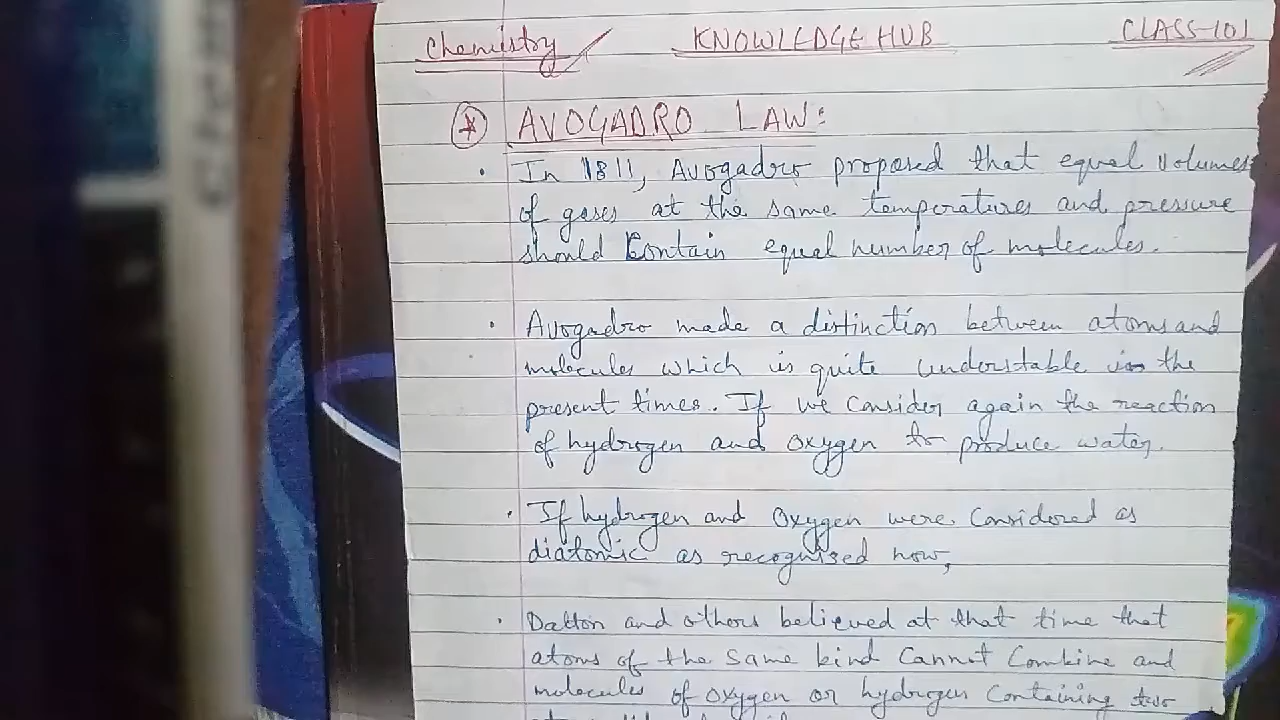 Chemistry KNOWLEDGE HUB CLASS-101
AVOGADRO LAW:
• In 1811, Avogadro proposed that equal volumes
of gases at the same temperatures and pressure
should contain equal number of molecules.
• Avogadro made a distinction between atoms and
molecules which is quite understable in the
present times. If we consider again the reaction
of hydrogen and oxygen to produce water.
• If hydrogen and oxygen were considered as
diatomic as recognised now,
• Dalton and others believed at that time that
atoms of the same kind cannot combine and
molecules of oxygen or hydrogen containing two